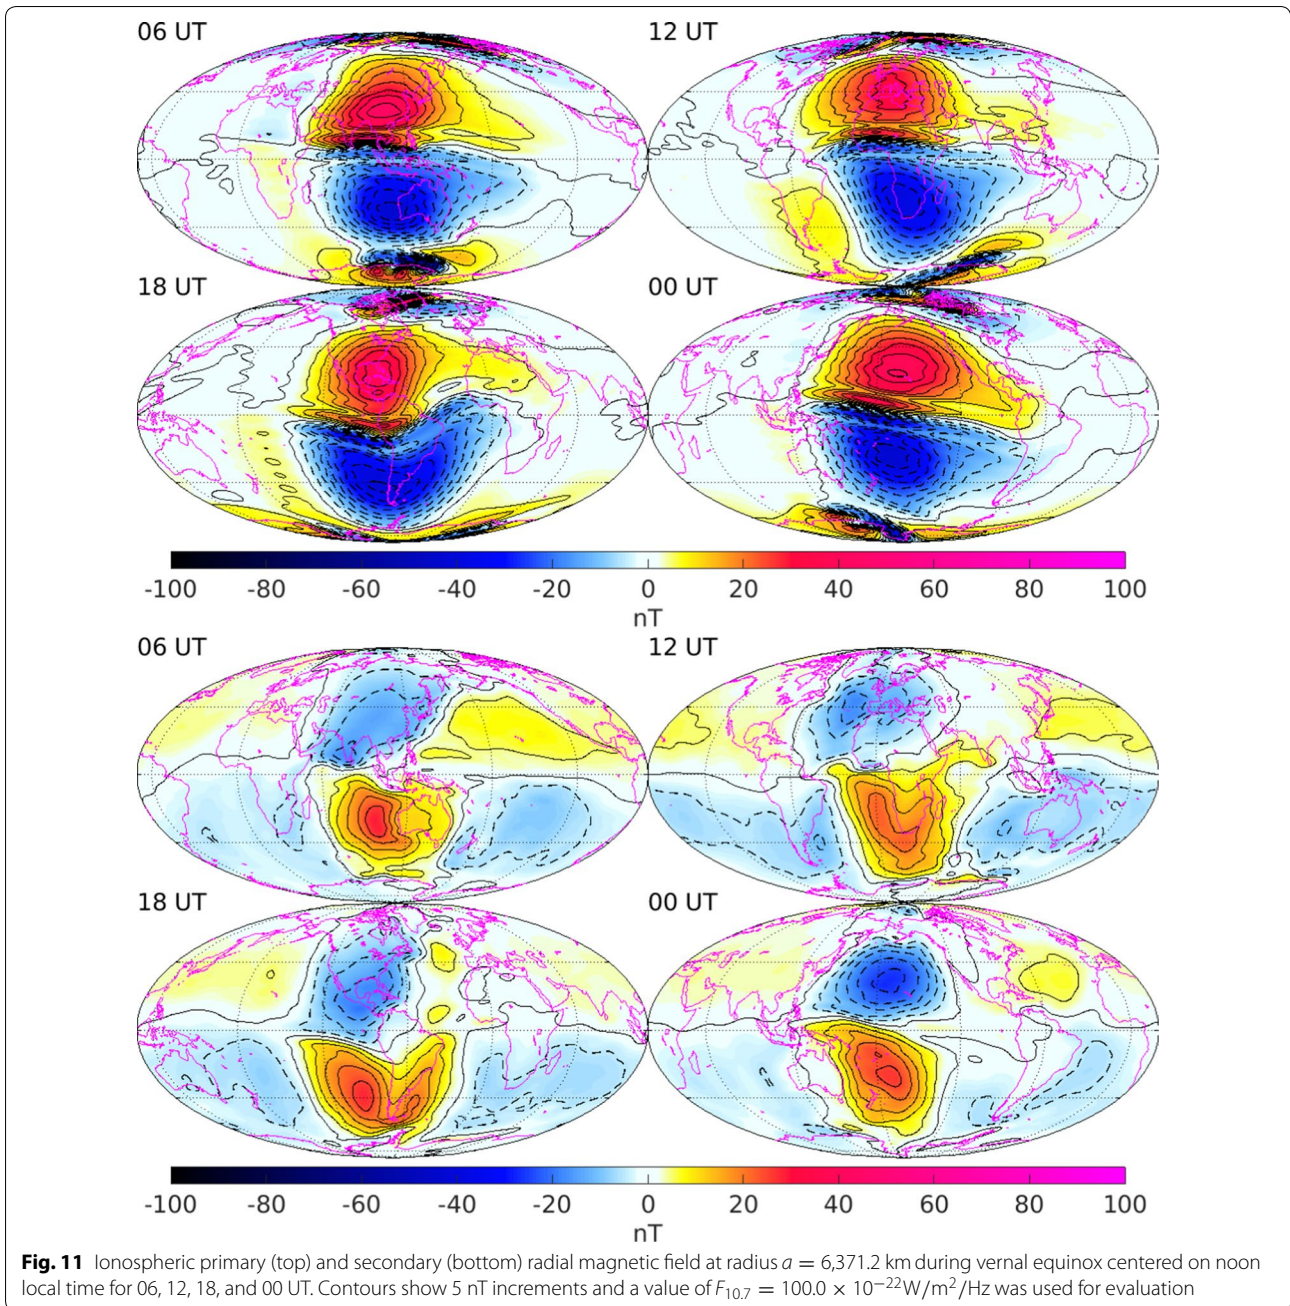 06 UT
12 UT
18 UT
00 UT
-100 -80 -60 -40 -20 0 20 40 60 80 100
nT
06 UT
12 UT
18 UT
00 UT
-100 -80 -60 -40 -20 0 20 40 60 80 100
nT
Fig. 11 Ionospheric primary (top) and secondary (bottom) radial magnetic field at radius a = 6,371.2 km during vernal equinox centered on noon
local time for 06, 12, 18, and 00 UT. Contours show 5 nT increments and a value of F₁₀.₇ = 100.0 × 10⁻²²W/m²/Hz was used for evaluation